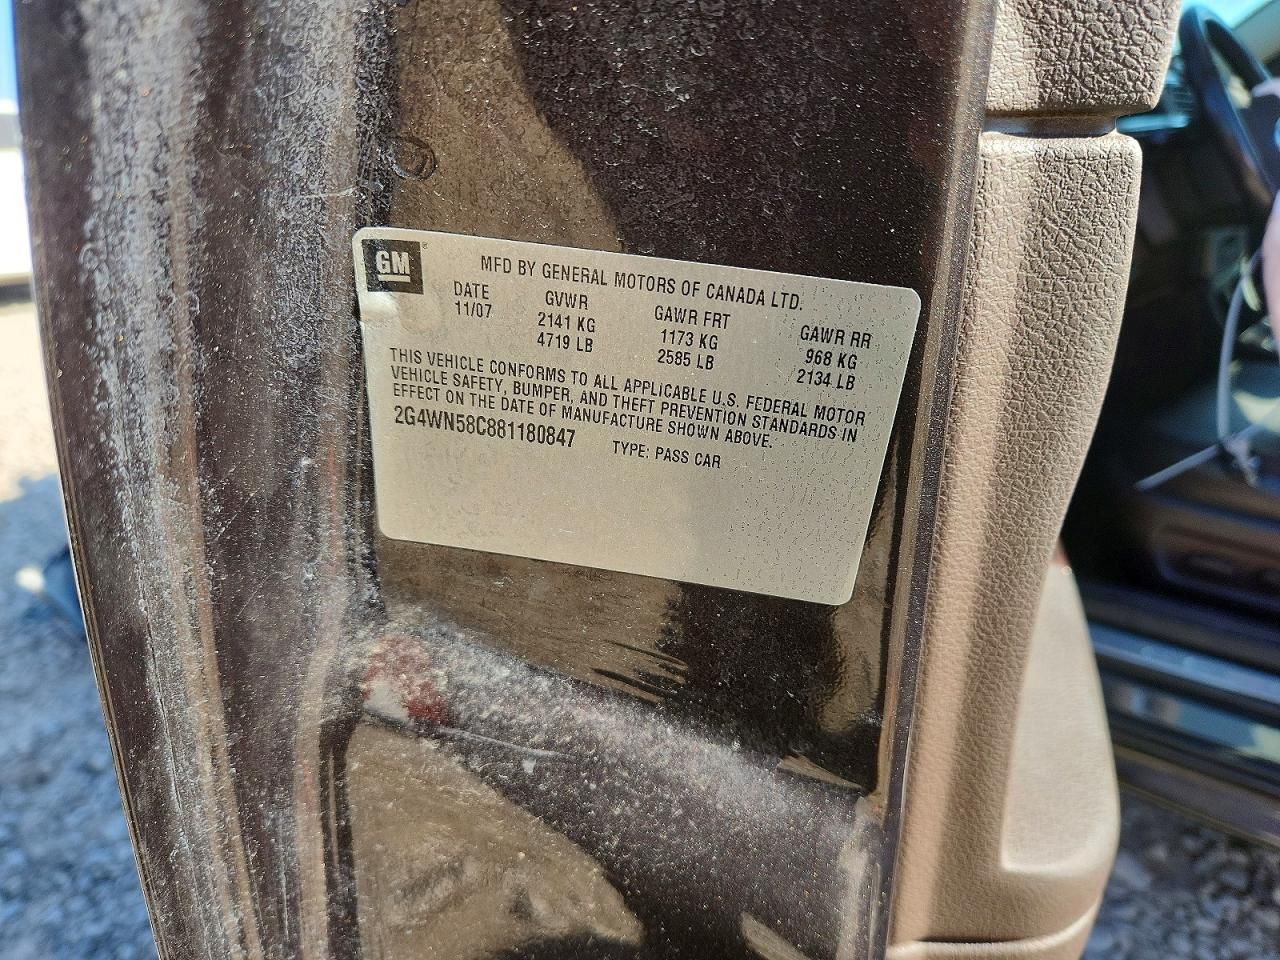 GM®
MFD BY GENERAL MOTORS OF CANADA LTD.
DATE GVWR GAWR FRT GAWR RR
11/07 2141 KG 1173 KG 968 KG
4719 LB 2585 LB 2134 LB
THIS VEHICLE CONFORMS TO ALL APPLICABLE U.S. FEDERAL MOTOR
VEHICLE SAFETY, BUMPER, AND THEFT PREVENTION STANDARDS IN
EFFECT ON THE DATE OF MANUFACTURE SHOWN ABOVE.
2G4WN58C881180847 TYPE: PASS CAR